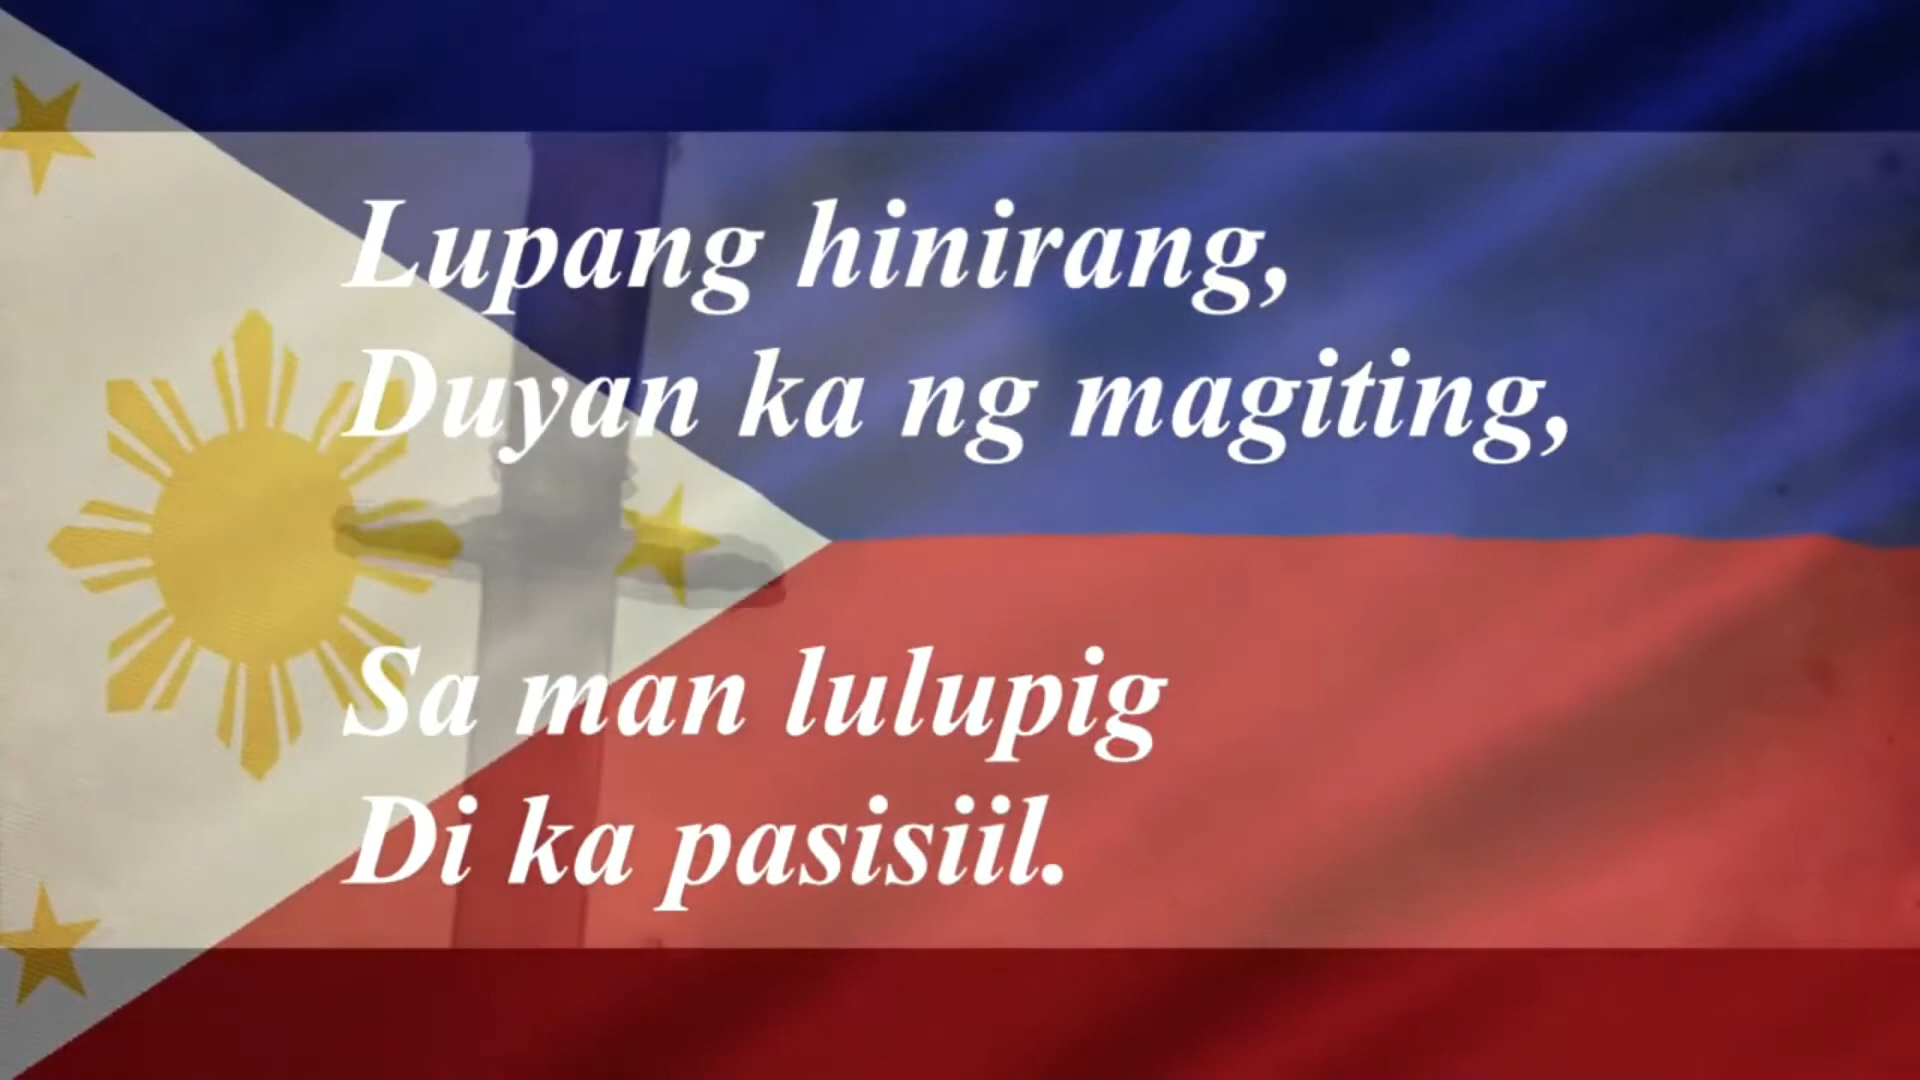 Lupang hinirang,
Duyan ka ng magiting,
Sa man lulupig
Di ka pasisiil.